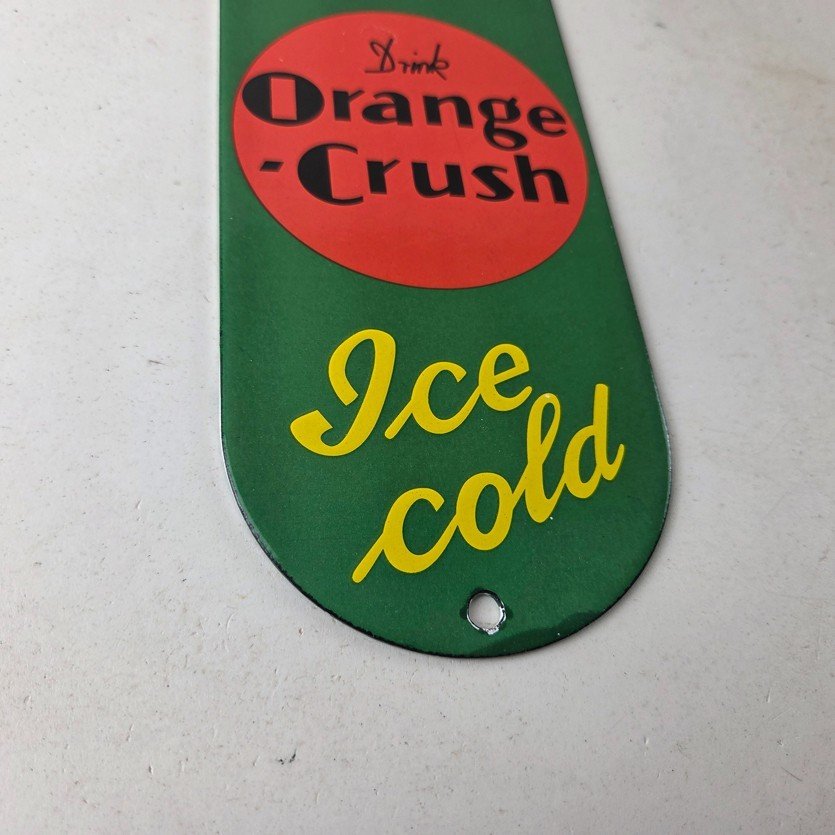 Drink
Orange
-Crush
Ice
cold